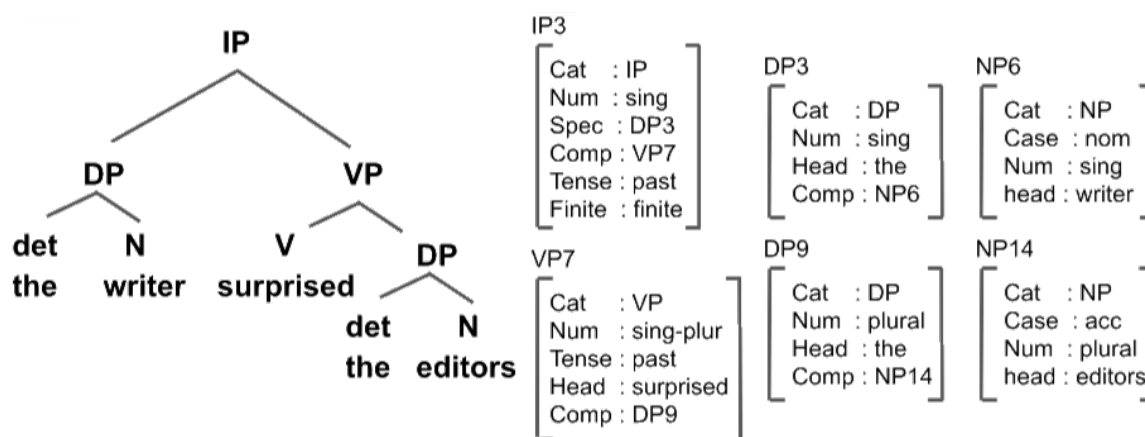 IP
DP VP
det N V DP
the writer surprised
det N
the editors
IP3
Cat : IP
Num : sing
Spec : DP3
Comp : VP7
Tense : past
Finite : finite
DP3
Cat : DP
Num : sing
Head : the
Comp : NP6
NP6
Cat : NP
Case : nom
Num : sing
head : writer
VP7
Cat : VP
Num : sing-plur
Tense : past
Head : surprised
Comp : DP9
DP9
Cat : DP
Num : plural
Head : the
Comp : NP14
NP14
Cat : NP
Case : acc
Num : plural
head : editors